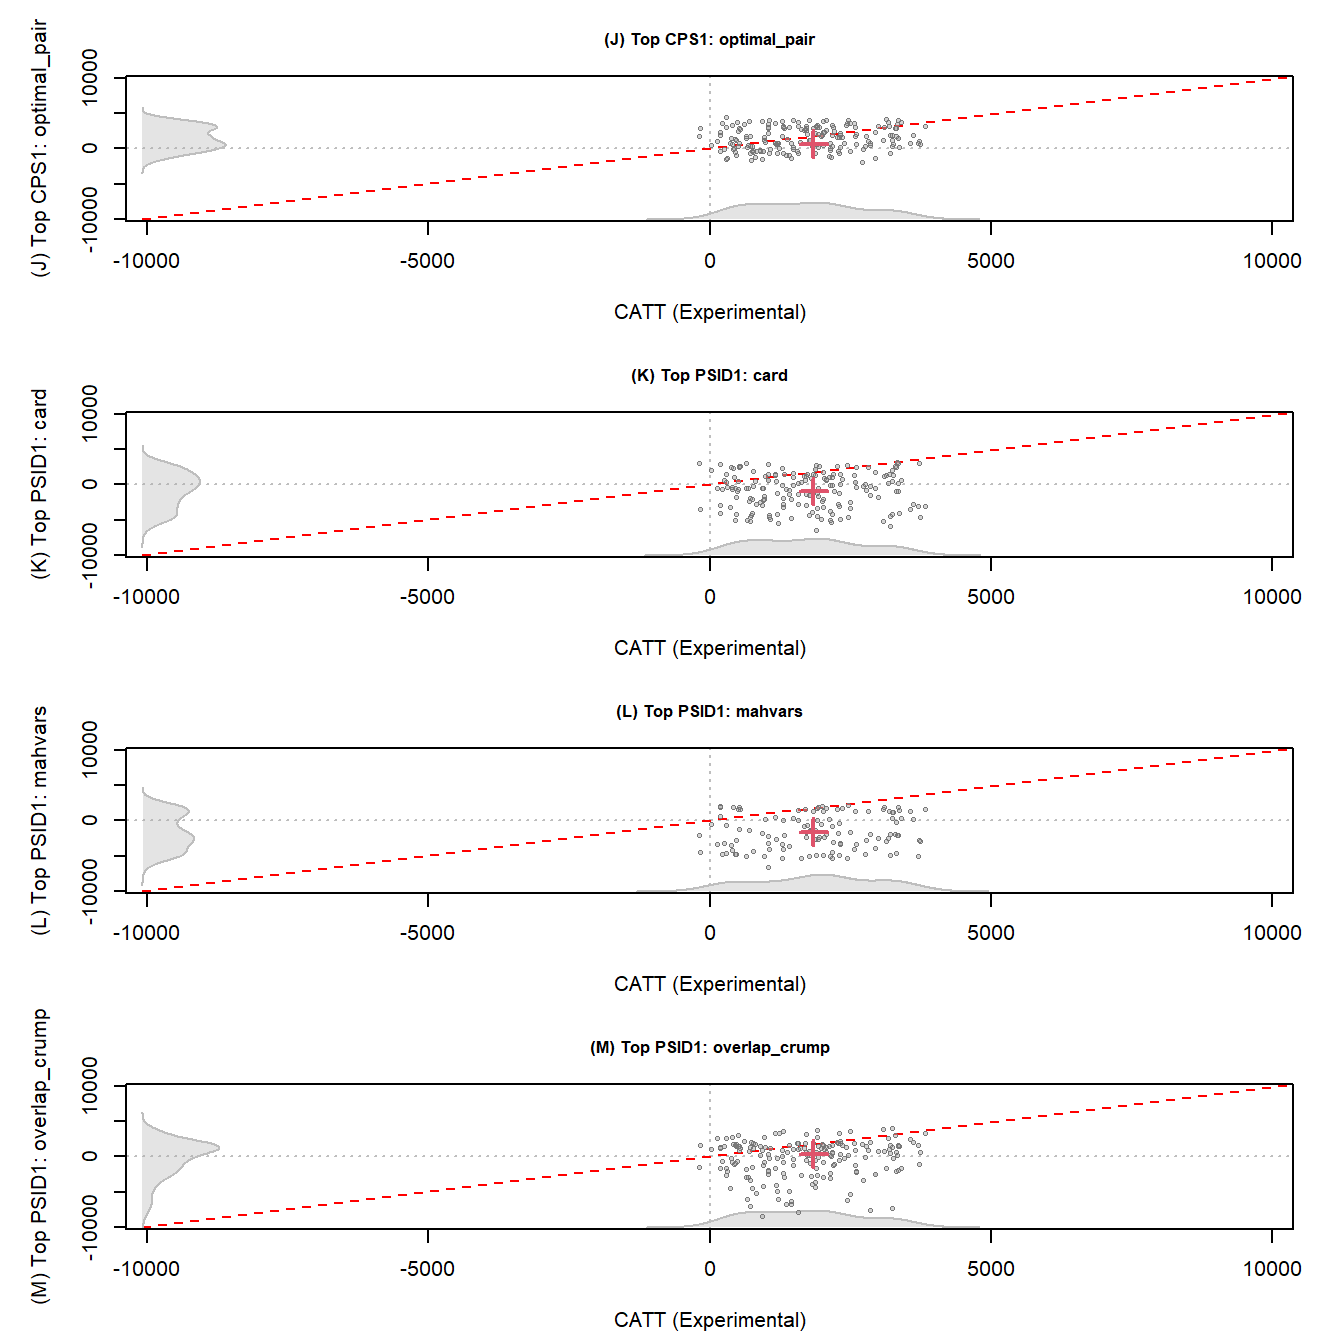 (J) Top CPS1: optimal_pair
(J) Top CPS1: optimal_pair
10000
0
-10000
-10000 -5000 0 5000 10000
CATT (Experimental)
(K) Top PSID1: card
(K) Top PSID1: card
10000
0
-10000
-10000 -5000 0 5000 10000
CATT (Experimental)
(L) Top PSID1: mahvars
(L) Top PSID1: mahvars
10000
0
-10000
-10000 -5000 0 5000 10000
CATT (Experimental)
(M) Top PSID1: overlap_crump
(M) Top PSID1: overlap_crump
10000
0
-10000
-10000 -5000 0 5000 10000
CATT (Experimental)